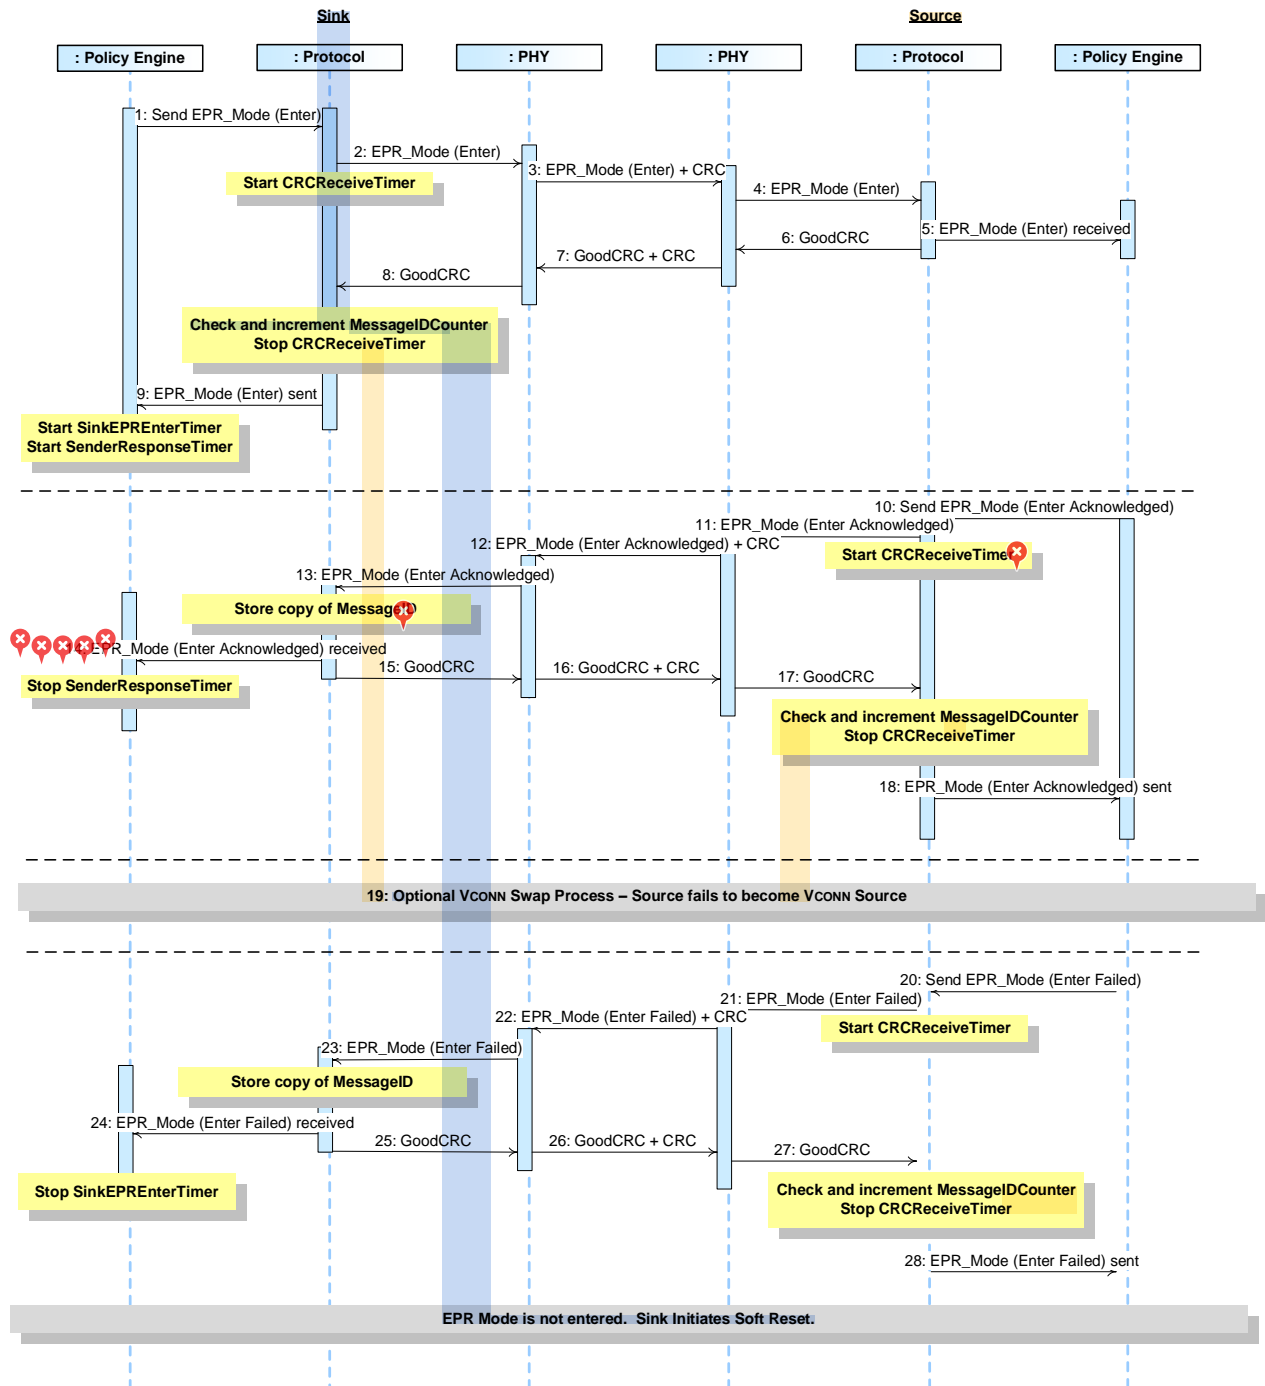 Sink
Source
: Policy Engine
: Protocol
: PHY
: PHY
: Protocol
: Policy Engine
1: Send EPR_Mode (Enter)
2: EPR_Mode (Enter)
3: EPR_Mode (Enter) + CRC
Start CRCReceiveTimer
4: EPR_Mode (Enter)
5: EPR_Mode (Enter) received
6: GoodCRC
7: GoodCRC + CRC
8: GoodCRC
Check and increment MessageIDCounter
Stop CRCReceiveTimer
9: EPR_Mode (Enter) sent
Start SinkEPREnterTimer
Start SenderResponseTimer
10: Send EPR_Mode (Enter Acknowledged)
11: EPR_Mode (Enter Acknowledged)
12: EPR_Mode (Enter Acknowledged) + CRC
Start CRCReceiveTimer
13: EPR_Mode (Enter Acknowledged)
Store copy of MessageID
14: EPR_Mode (Enter Acknowledged) received
15: GoodCRC
16: GoodCRC + CRC
17: GoodCRC
Stop SenderResponseTimer
Check and increment MessageIDCounter
Stop CRCReceiveTimer
18: EPR_Mode (Enter Acknowledged) sent
19: Optional VCONN Swap Process – Source fails to become VCONN Source
20: Send EPR_Mode (Enter Failed)
21: EPR_Mode (Enter Failed)
22: EPR_Mode (Enter Failed) + CRC
Start CRCReceiveTimer
23: EPR_Mode (Enter Failed)
Store copy of MessageID
24: EPR_Mode (Enter Failed) received
25: GoodCRC
26: GoodCRC + CRC
27: GoodCRC
Stop SinkEPREnterTimer
Check and increment MessageIDCounter
Stop CRCReceiveTimer
28: EPR_Mode (Enter Failed) sent
EPR Mode is not entered.  Sink Initiates Soft Reset.